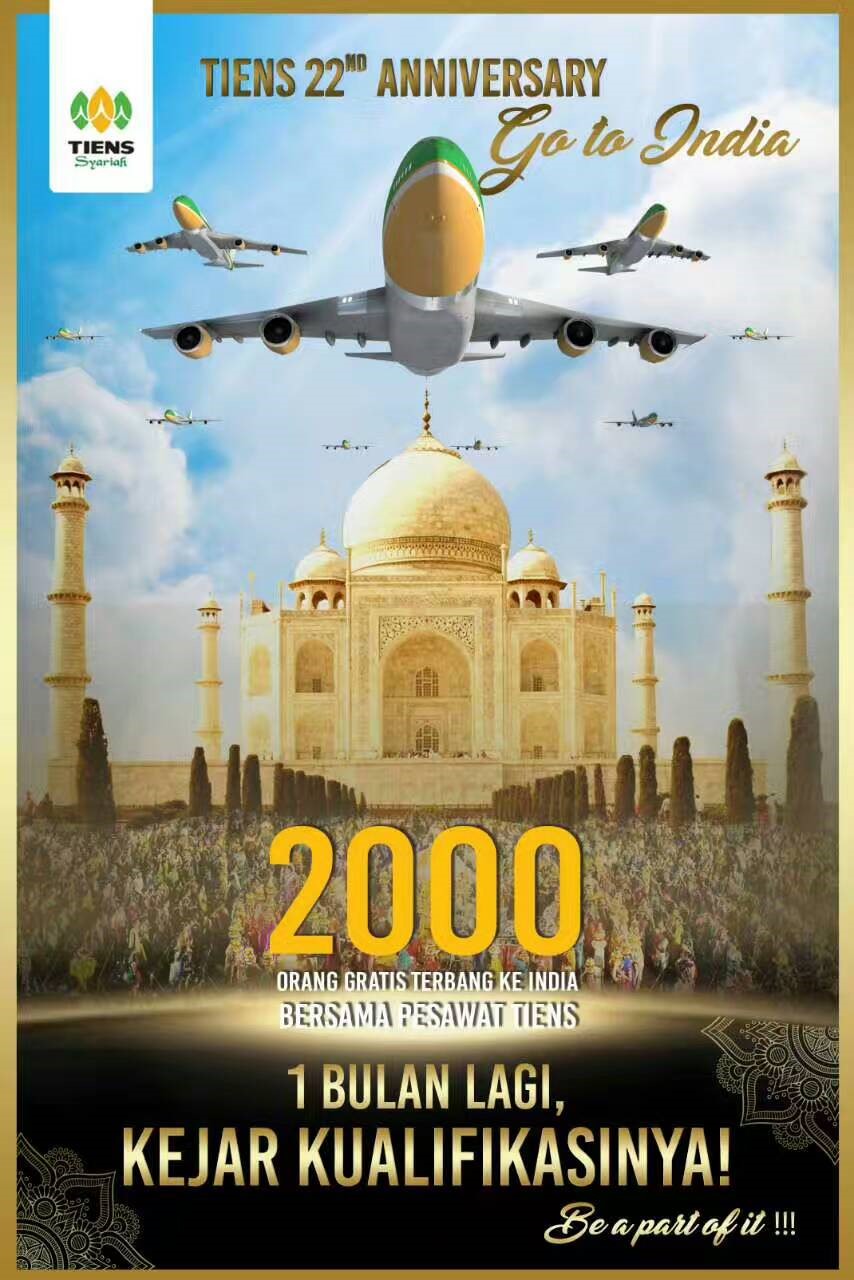 TIENS
Syariah
TIENS 22ND ANNIVERSARY
Go to India
2000
ORANG GRATIS TERBANG KE INDIA
BERSAMA PESAWAT TIENS
1 BULAN LAGI,
KEJAR KUALIFIKASINYA!
Be a part of it !!!